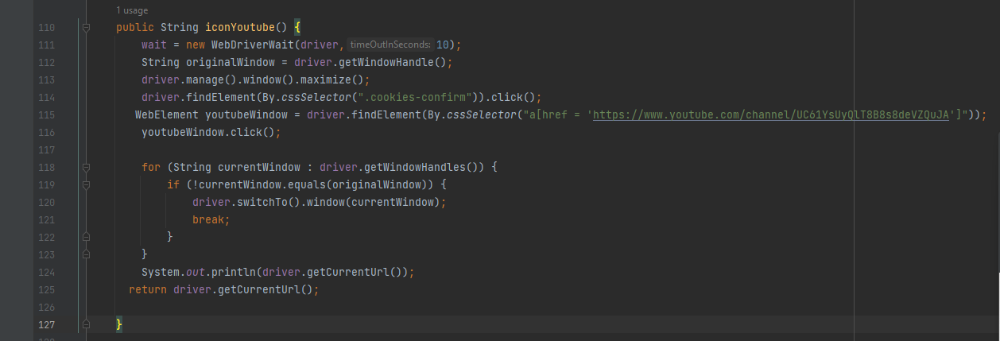 1 usage
110 public String iconYoutube() {
111 wait = new WebDriverWait(driver, timeOutInSeconds: 10);
112 String originalWindow = driver.getWindowHandle();
113 driver.manage().window().maximize();
114 driver.findElement(By.cssSelector(".cookies-confirm")).click();
115 WebElement youtubeWindow = driver.findElement(By.cssSelector("a[href = 'https://www.youtube.com/channel/UC61YsUyQlT8B8s8deVZQuJA']"));
116 youtubeWindow.click();
117
118 for (String currentWindow : driver.getWindowHandles()) {
119 if (!currentWindow.equals(originalWindow)) {
120 driver.switchTo().window(currentWindow);
121 break;
122 }
123 }
124 System.out.println(driver.getCurrentUrl());
125 return driver.getCurrentUrl();
126
127 }